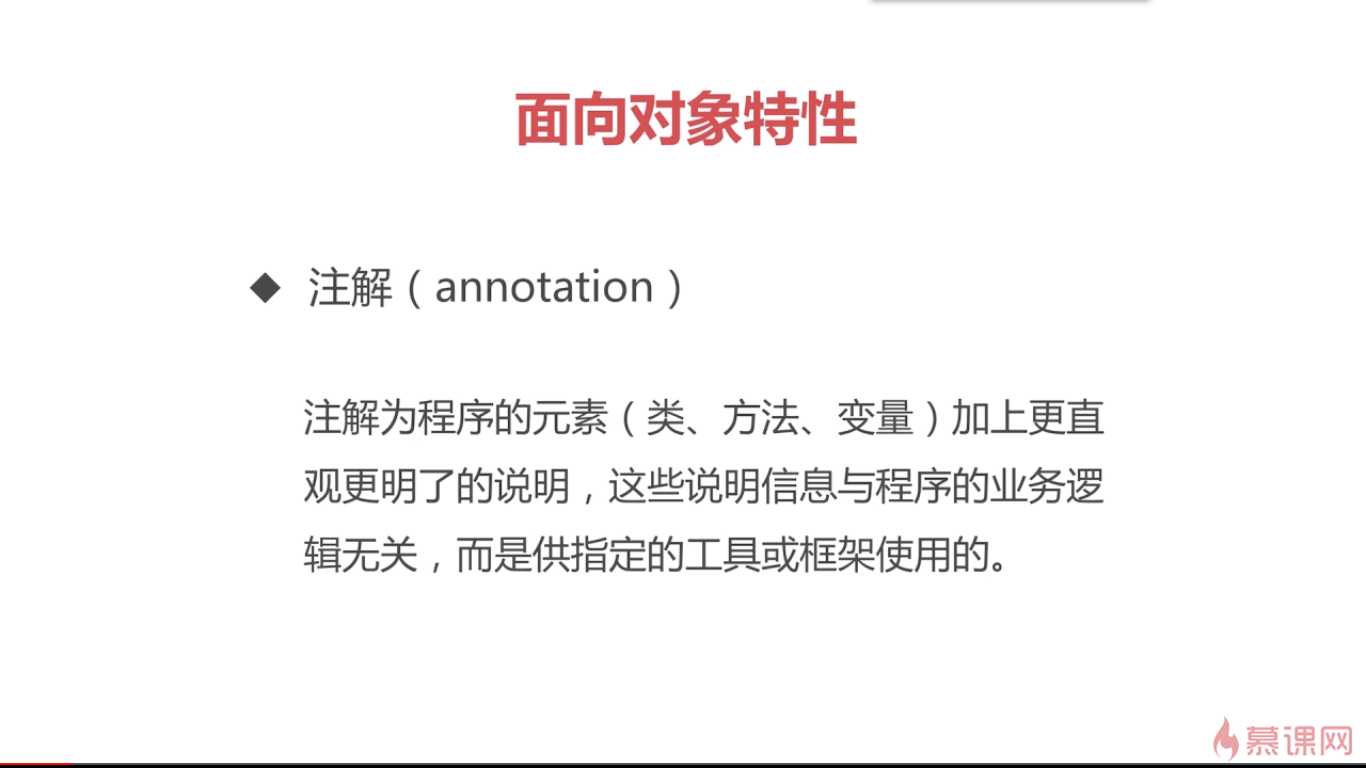 面向对象特性
◆ 注解（annotation）
注解为程序的元素（类、方法、变量）加上更直
观更明了的说明，这些说明信息与程序的业务逻
辑无关，而是供指定的工具或框架使用的。
慕课网